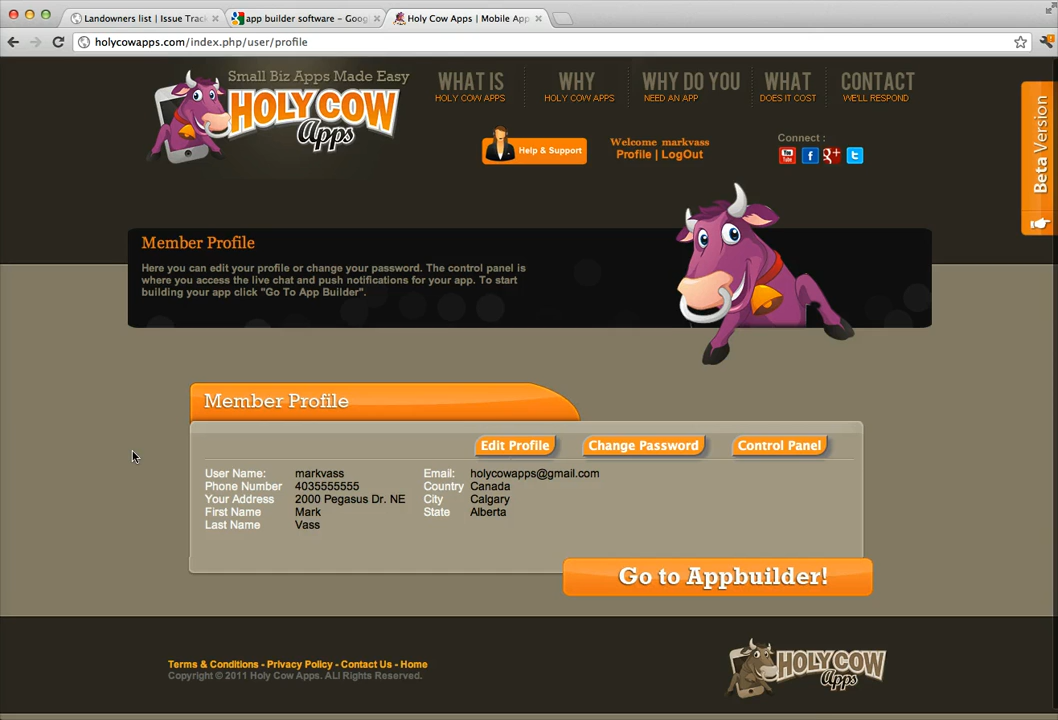 Landowners list | Issue Trac
app builder software - Goog
Holy Cow Apps | Mobile App
holycowapps.com/index.php/user/profile
Small Biz Apps Made Easy
HOLY COW
Apps
WHAT IS
HOLY COW APPS
WHY
HOLY COW APPS
WHY DO YOU
NEED AN APP
WHAT
DOES IT COST
CONTACT
WE'LL RESPOND
Help & Support
Welcome markvass
Profile | LogOut
Connect :
You Tube
Beta Version
Member Profile
Here you can edit your profile or change your password. The control panel is
where you access the live chat and push notifications for your app. To start
building your app click "Go To App Builder".
Member Profile
Edit Profile
Change Password
Control Panel
User Name: markvass Email: holycowapps@gmail.com
Phone Number 4035555555 Country Canada
Your Address 2000 Pegasus Dr. NE City Calgary
First Name Mark State Alberta
Last Name Vass
Go to Appbuilder!
Terms & Conditions - Privacy Policy - Contact Us - Home
Copyright © 2011 Holy Cow Apps. ALl Rights Reserved.
HOLY COW
Apps